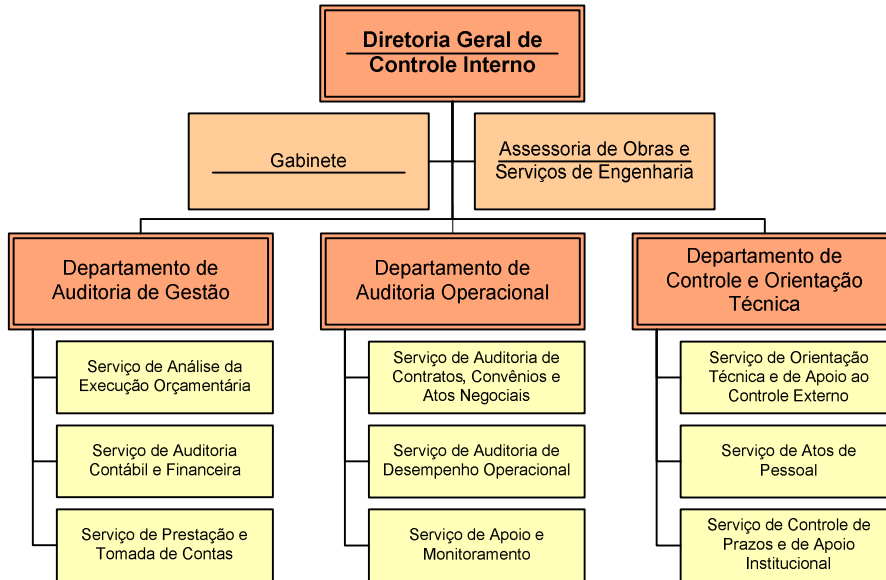 Diretoria Geral de
Controle Interno
Gabinete
Assessoria de Obras e
Serviços de Engenharia
Departamento de
Auditoria de Gestão
Departamento de
Auditoria Operacional
Departamento de
Controle e Orientação
Técnica
Serviço de Análise da
Execução Orçamentária
Serviço de Auditoria
Contábil e Financeira
Serviço de Prestação e
Tomada de Contas
Serviço de Auditoria de
Contratos, Convênios e
Atos Negociais
Serviço de Auditoria de
Desempenho Operacional
Serviço de Apoio e
Monitoramento
Serviço de Orientação
Técnica e de Apoio ao
Controle Externo
Serviço de Atos de
Pessoal
Serviço de Controle de
Prazos e de Apoio
Institucional